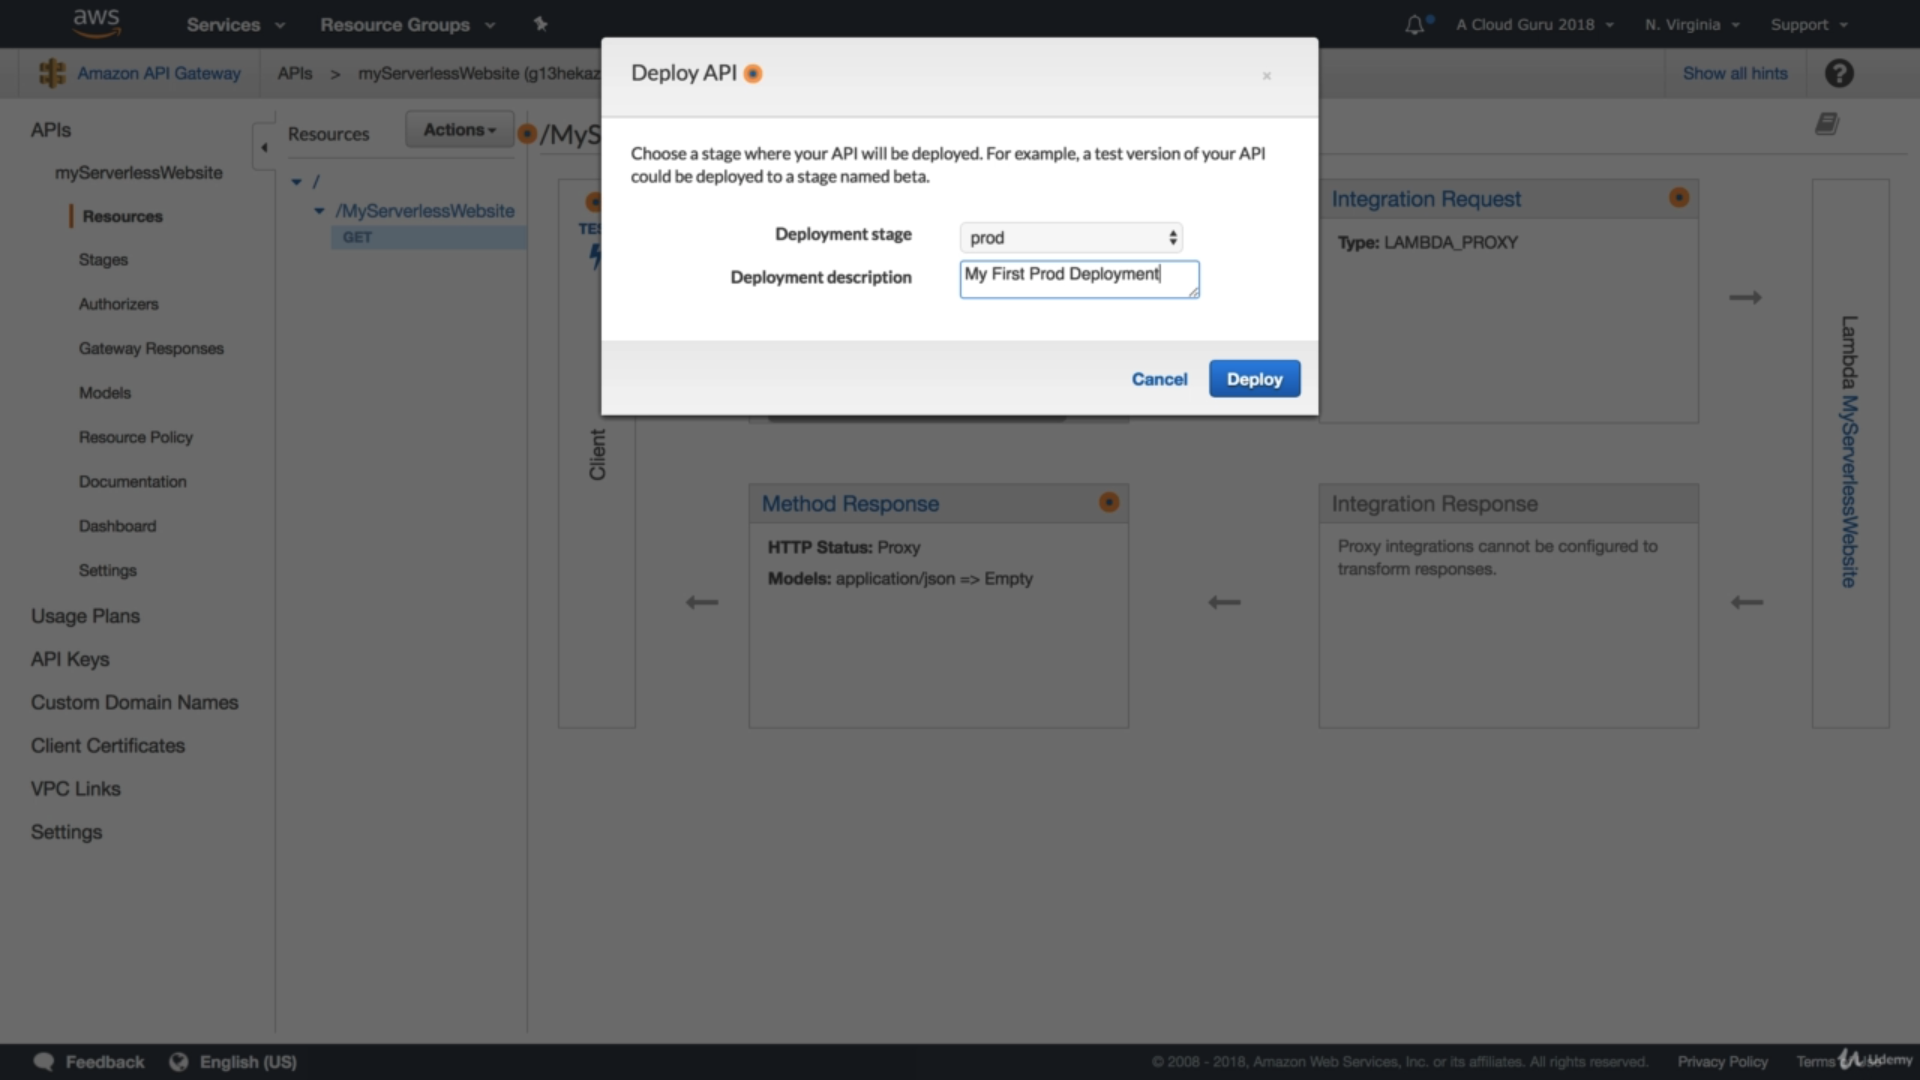 aws
Services
Resource Groups
A Cloud Guru 2018
N. Virginia
Support
Amazon API Gateway
APIs > myServerlessWebsite (g13hekaz
Show all hints
?
Deploy API
×
Choose a stage where your API will be deployed. For example, a test version of your API
could be deployed to a stage named beta.
Deployment stage
prod
Deployment description
My First Prod Deployment
Cancel
Deploy
APIs
myServerlessWebsite
Resources
Stages
Authorizers
Gateway Responses
Models
Resource Policy
Documentation
Dashboard
Settings
Usage Plans
API Keys
Custom Domain Names
Client Certificates
VPC Links
Settings
Resources
Actions
/
/MyServerlessWebsite
GET
/MyS
TES
Client
Integration Request
Type: LAMBDA_PROXY
Lambda MyServerlessWebsite
Method Response
HTTP Status: Proxy
Models: application/json => Empty
Integration Response
Proxy integrations cannot be configured to
transform responses.
Feedback
English (US)
© 2008 - 2018, Amazon Web Services, Inc. or its affiliates. All rights reserved.
Privacy Policy
Terms
Udemy